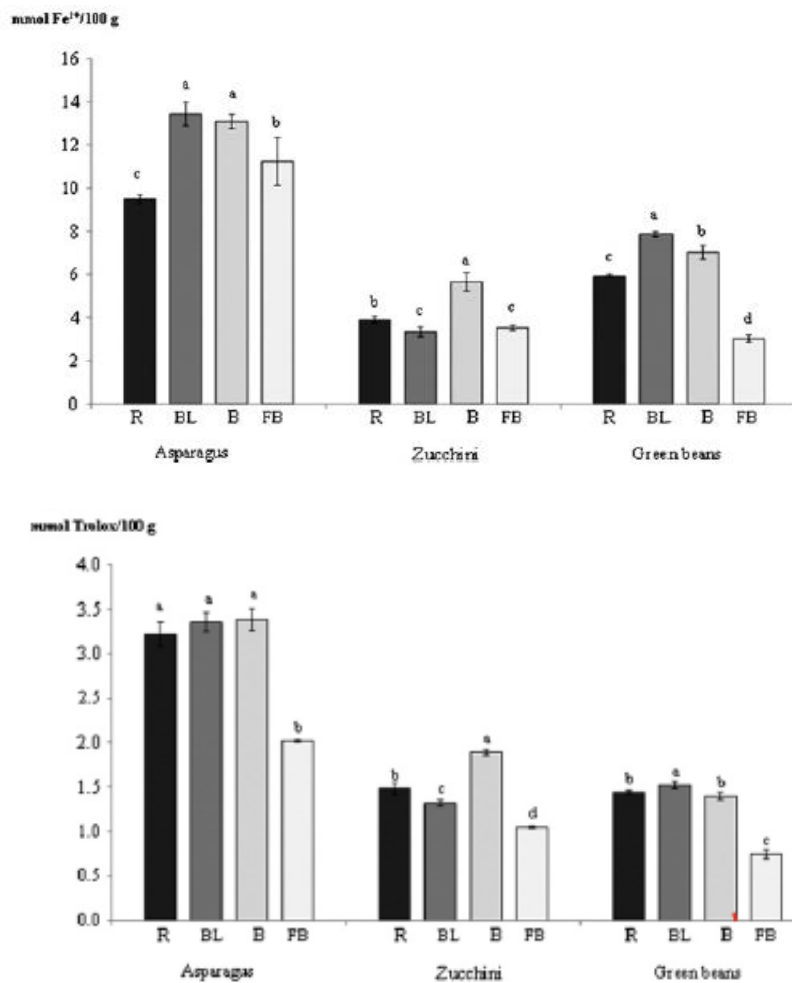 mmol Fe²⁺/100 g
16
a
a
14
b
12
c
10
a
8
b
a
c
6
b
c
c
d
4
2
0
R BL B FB R BL B FB R BL B FB
Asparagus Zucchini Green beans
mmol Trolox/100 g
4.0
a
a
a
3.5
3.0
2.5
b
a
2.0
b
c
b
a
b
1.5
d
c
1.0
0.5
0.0
R BL B FB R BL B FB R BL B FB
Asparagus Zucchini Green beans